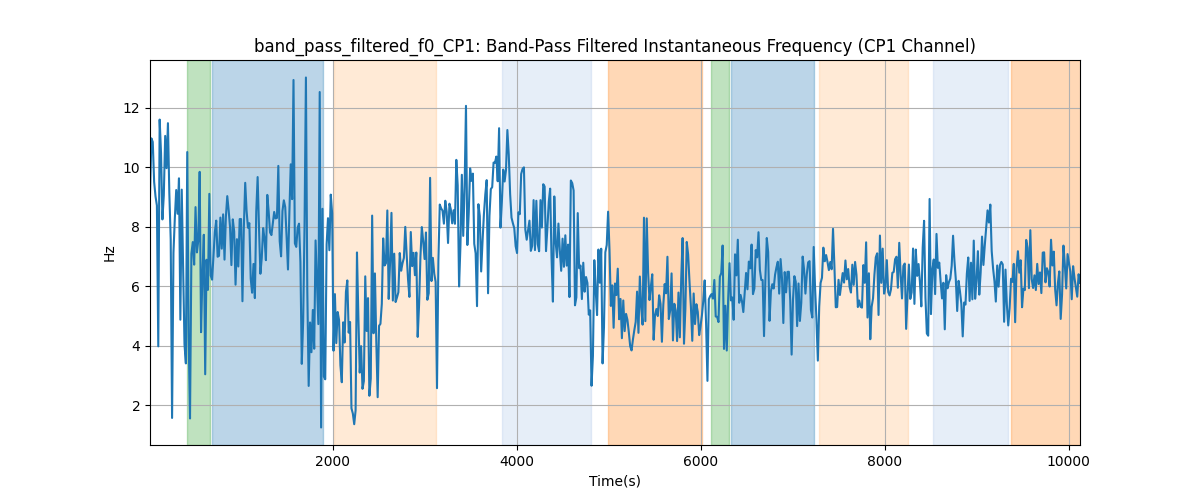 band_pass_filtered_f0_CP1: Band-Pass Filtered Instantaneous Frequency (CP1 Channel)
12
10
8
6
4
2
Hz
2000 4000 6000 8000 10000
Time(s)